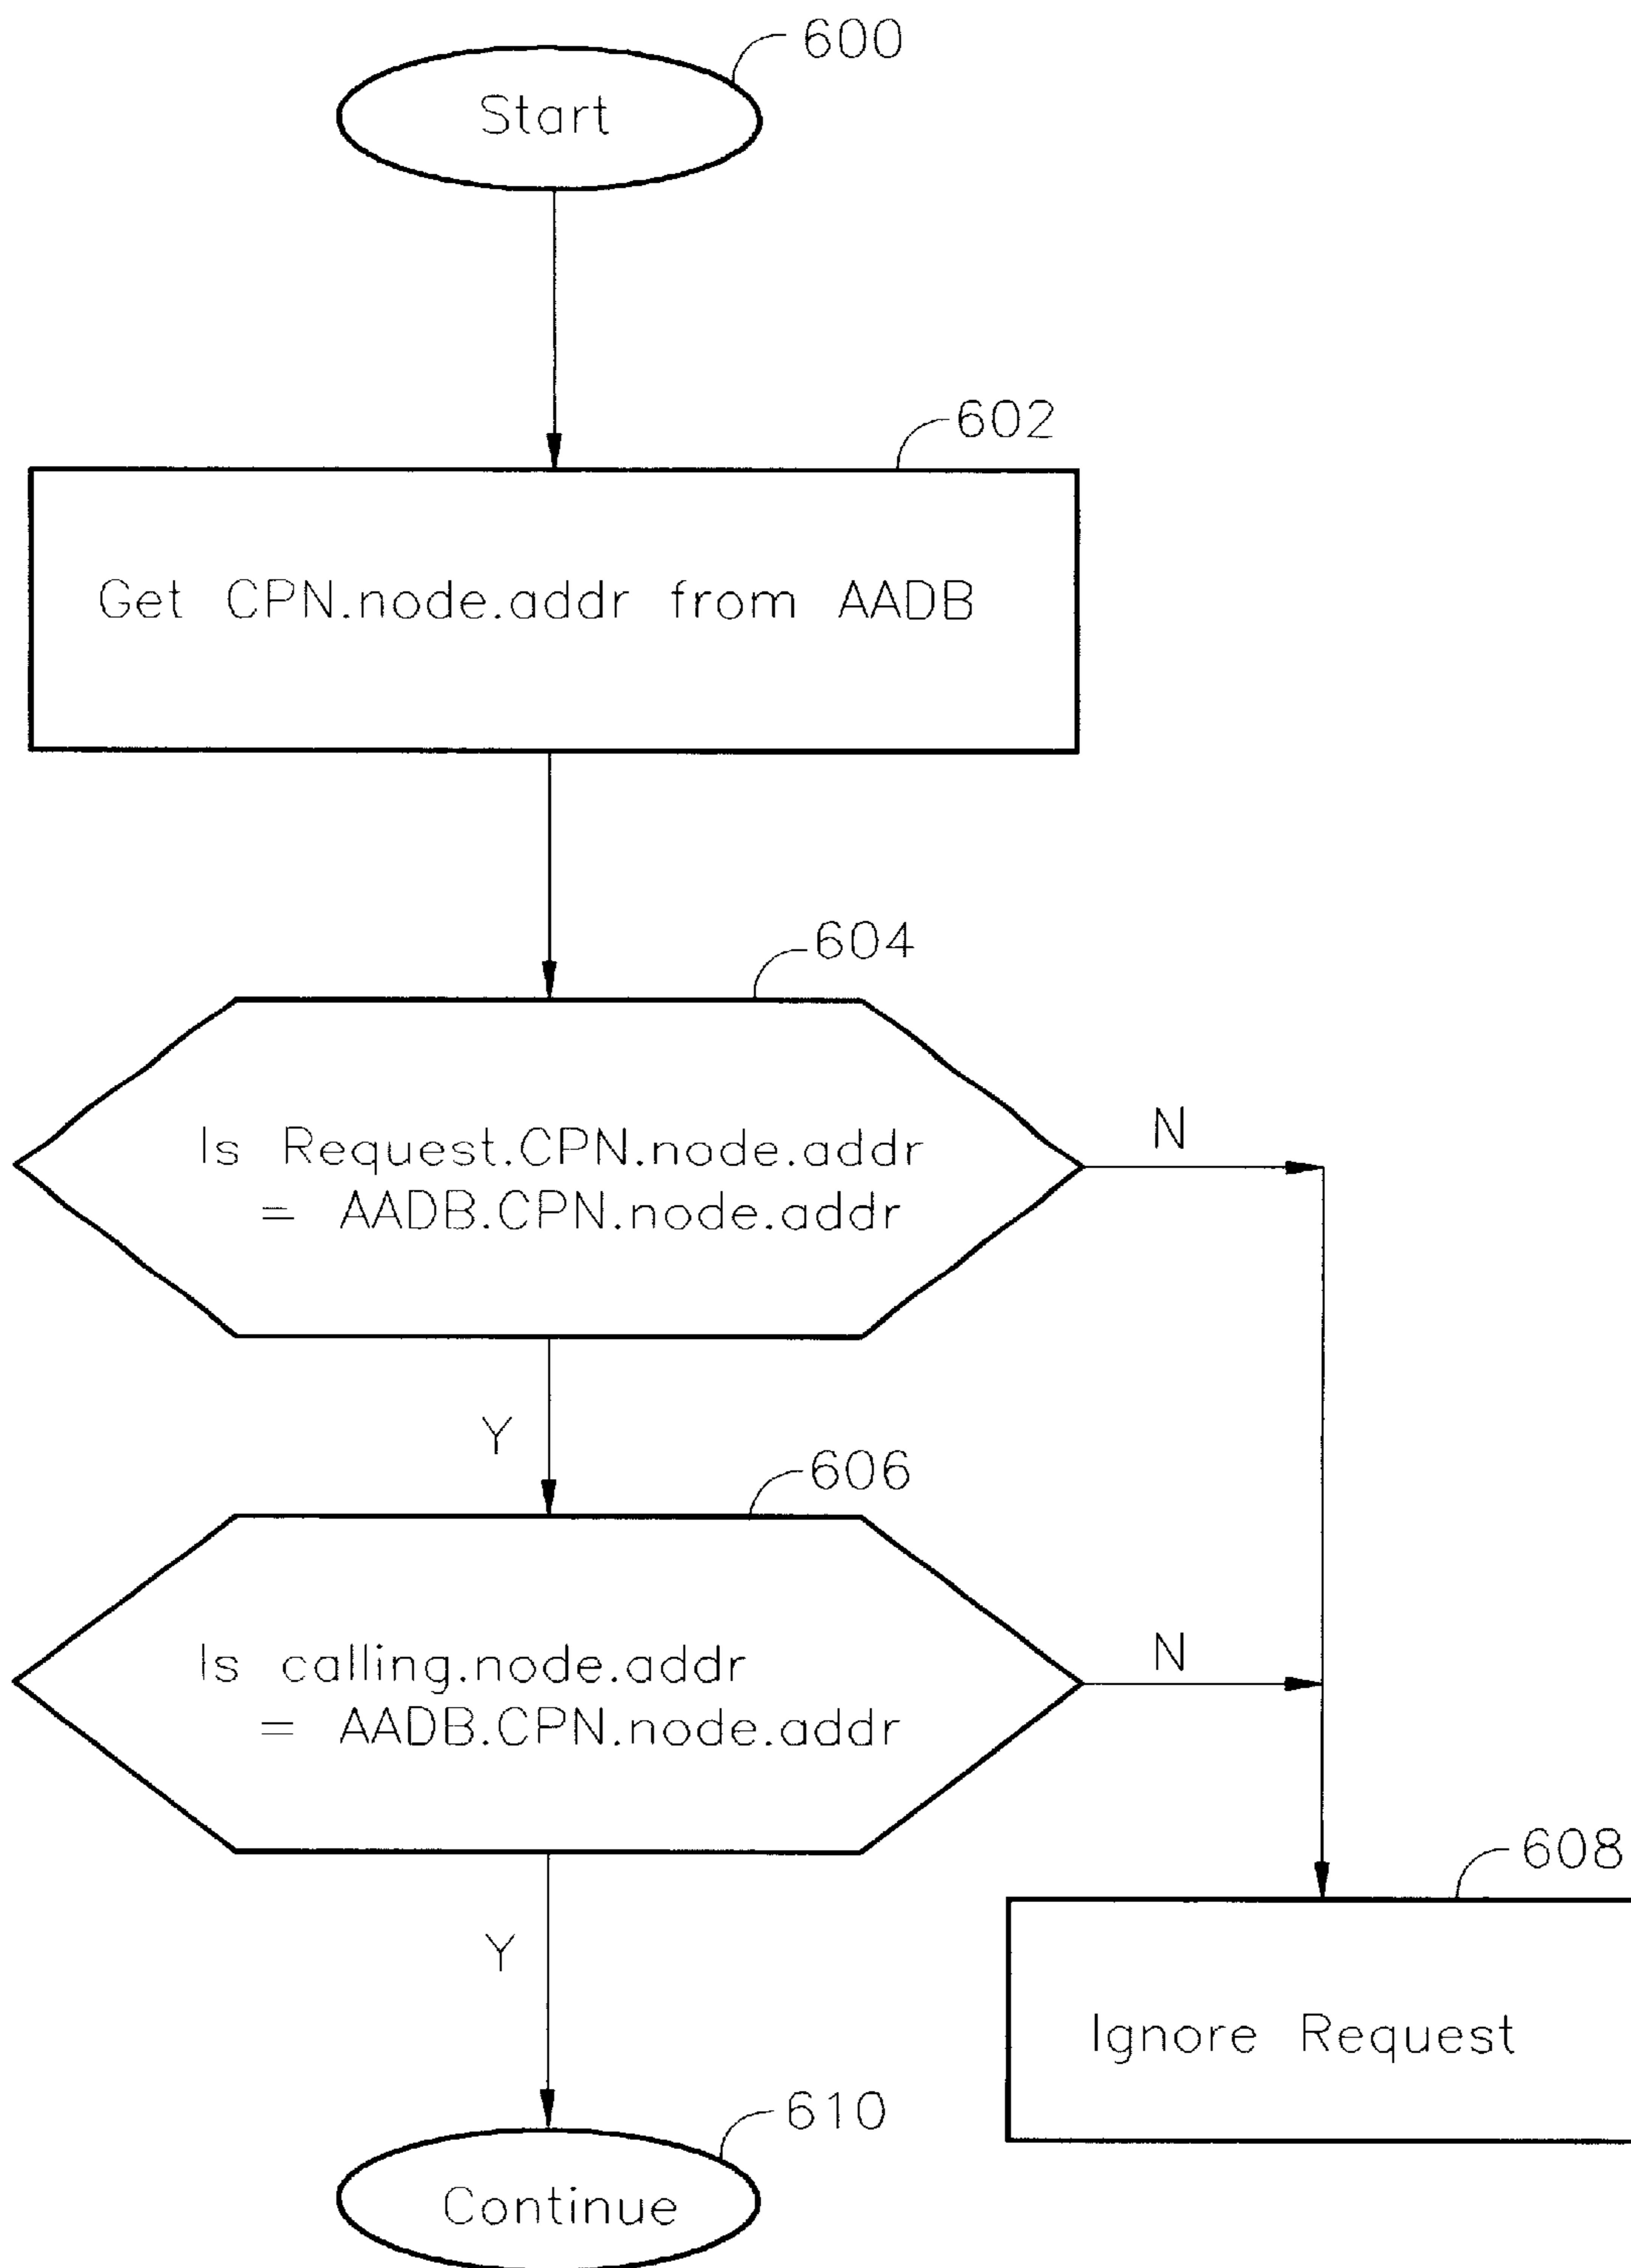 600
Start
602
Get CPN.node.addr from AADB
604
Is Request.CPN.node.addr
= AADB.CPN.node.addr
N
Y
606
Is calling.node.addr
= AADB.CPN.node.addr
N
Y
608
Ignore Request
610
Continue